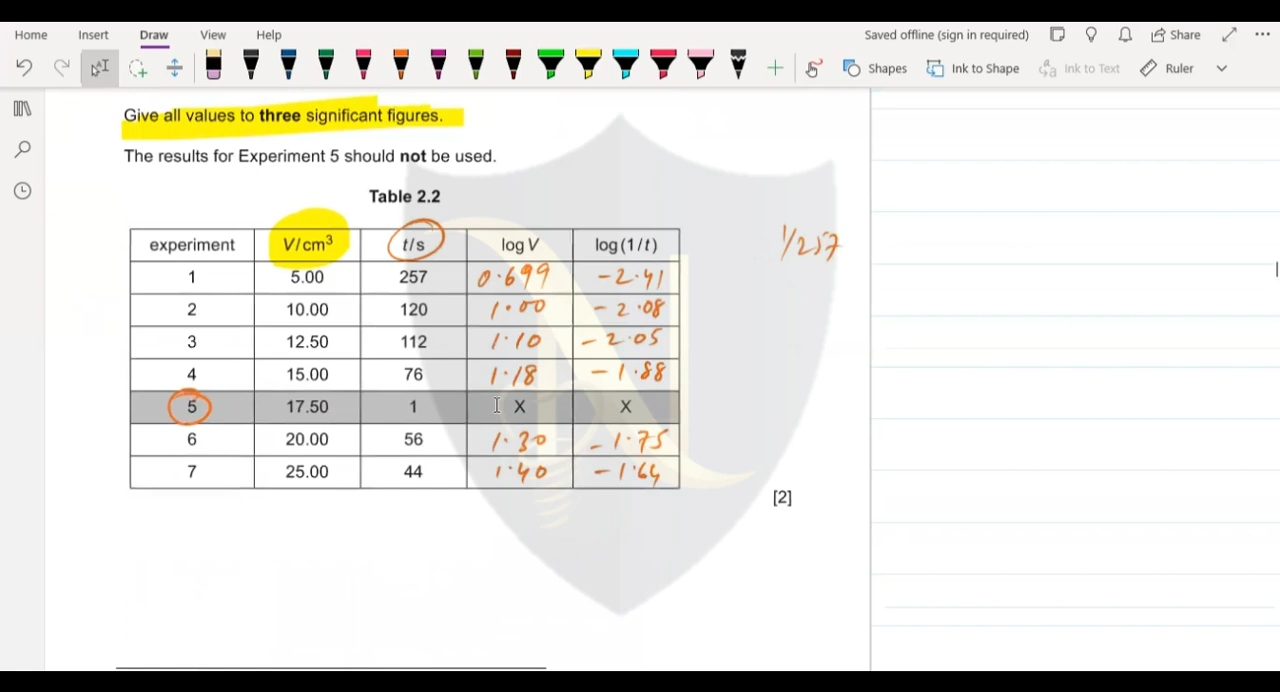 Home Insert Draw View Help Saved offline (sign in required) Share
Shapes Ink to Shape Ink to Text Ruler
Give all values to three significant figures.
The results for Experiment 5 should not be used.
Table 2.2
experiment V/cm³ t/s log V log(1/t) 1/257
1 5.00 257 0.699 -2.41
2 10.00 120 1.00 -2.08
3 12.50 112 1.10 -2.05
4 15.00 76 1.18 -1.88
5 17.50 1 X X
6 20.00 56 1.30 -1.75
7 25.00 44 1.40 -1.64
[2]